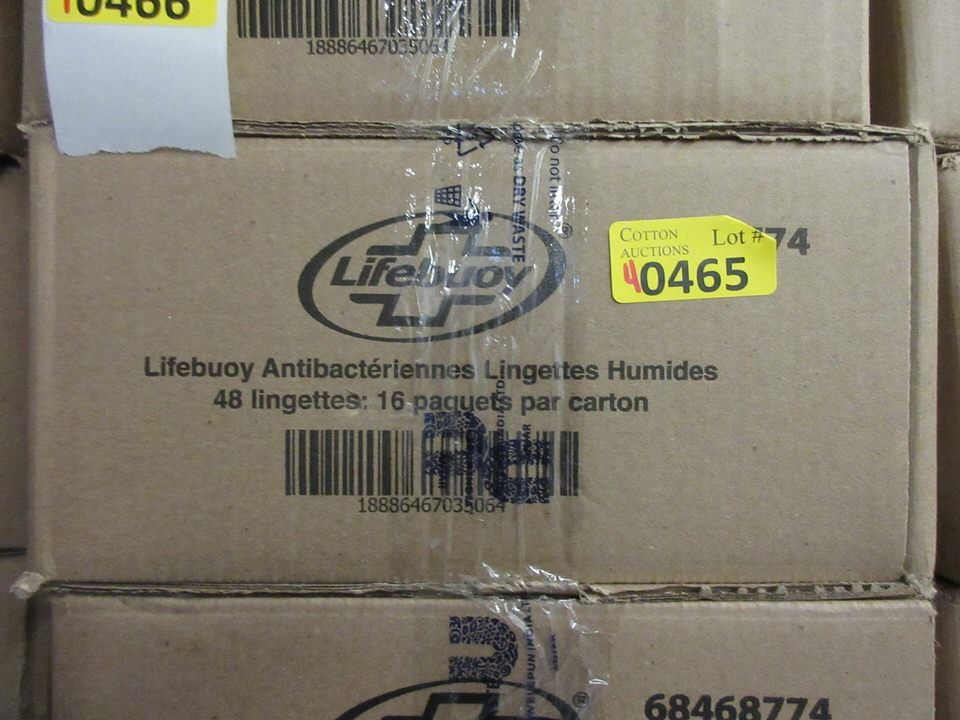 40466
18886467035064
DRY WASTE
Lifebuoy
®
COTTON AUCTIONS Lot #
40465
74
Lifebuoy Antibactériennes Lingettes Humides
48 lingettes: 16 paquets par carton
18886467035064
®
68468774